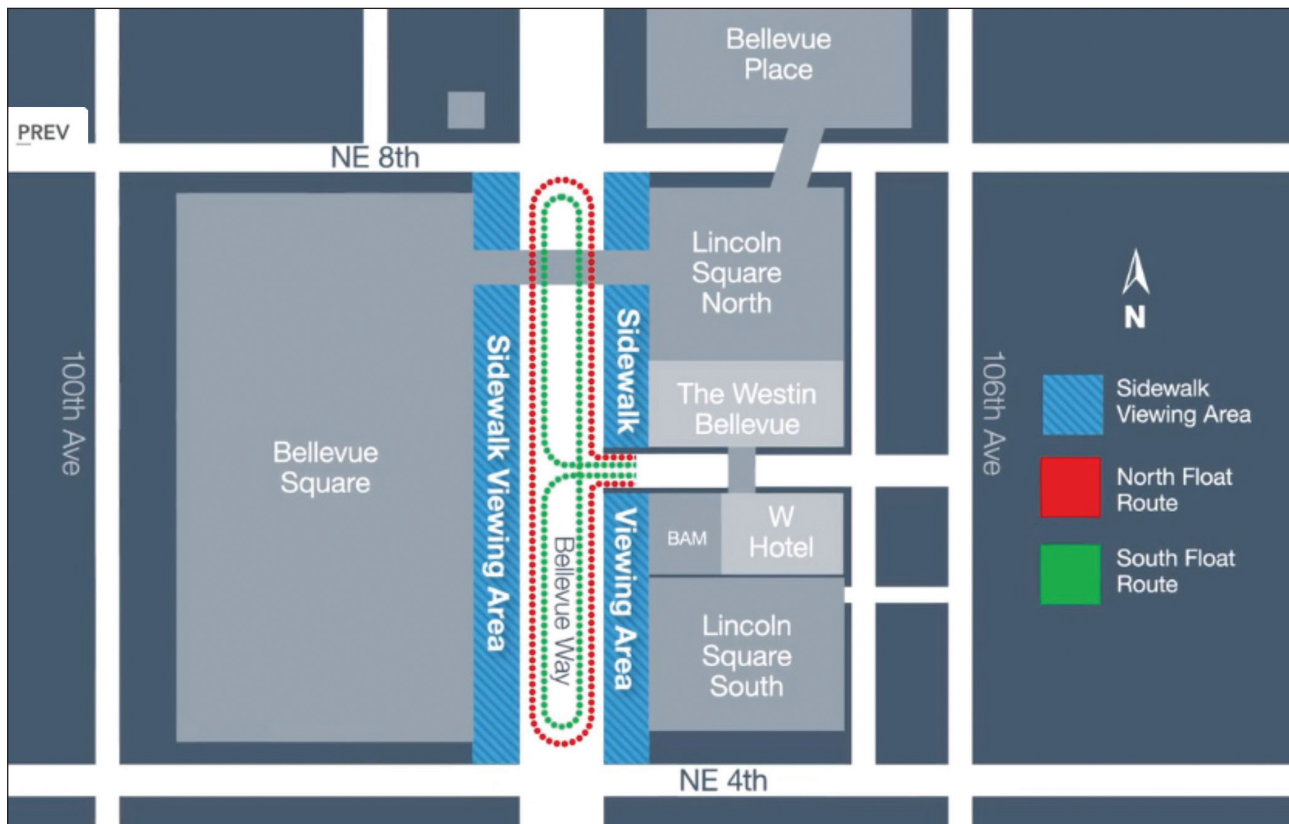 Bellevue
Place
PREV
NE 8th
Lincoln
Square
North
N
Sidewalk
Viewing Area
100th Ave
Sidewalk Viewing Area
Sidewalk
106th Ave
The Westin
Bellevue
Bellevue
Square
North Float
Route
Bellevue Way
Viewing Area
BAM
W
Hotel
South Float
Route
Lincoln
Square
South
NE 4th